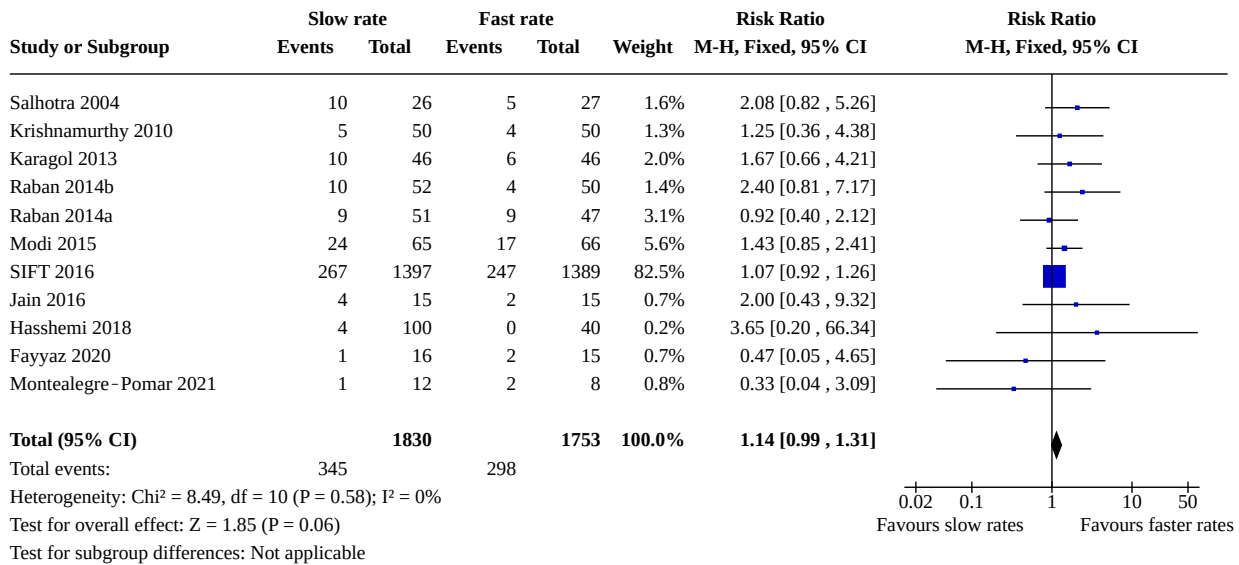 Slow rate Fast rate Risk Ratio Risk Ratio
Study or Subgroup Events Total Events Total Weight M-H, Fixed, 95% CI M-H, Fixed, 95% CI
Salhotra 2004 10 26 5 27 1.6% 2.08 [0.82 , 5.26]
Krishnamurthy 2010 5 50 4 50 1.3% 1.25 [0.36 , 4.38]
Karagol 2013 10 46 6 46 2.0% 1.67 [0.66 , 4.21]
Raban 2014b 10 52 4 50 1.4% 2.40 [0.81 , 7.17]
Raban 2014a 9 51 9 47 3.1% 0.92 [0.40 , 2.12]
Modi 2015 24 65 17 66 5.6% 1.43 [0.85 , 2.41]
SIFT 2016 267 1397 247 1389 82.5% 1.07 [0.92 , 1.26]
Jain 2016 4 15 2 15 0.7% 2.00 [0.43 , 9.32]
Hasshemi 2018 4 100 0 40 0.2% 3.65 [0.20 , 66.34]
Fayyaz 2020 1 16 2 15 0.7% 0.47 [0.05 , 4.65]
Montealegre-Pomar 2021 1 12 2 8 0.8% 0.33 [0.04 , 3.09]
Total (95% CI) 1830 1753 100.0% 1.14 [0.99 , 1.31]
Total events: 345 298
Heterogeneity: Chi² = 8.49, df = 10 (P = 0.58); I² = 0%
Test for overall effect: Z = 1.85 (P = 0.06)
Test for subgroup differences: Not applicable
0.02 0.1 1 10 50
Favours slow rates Favours faster rates